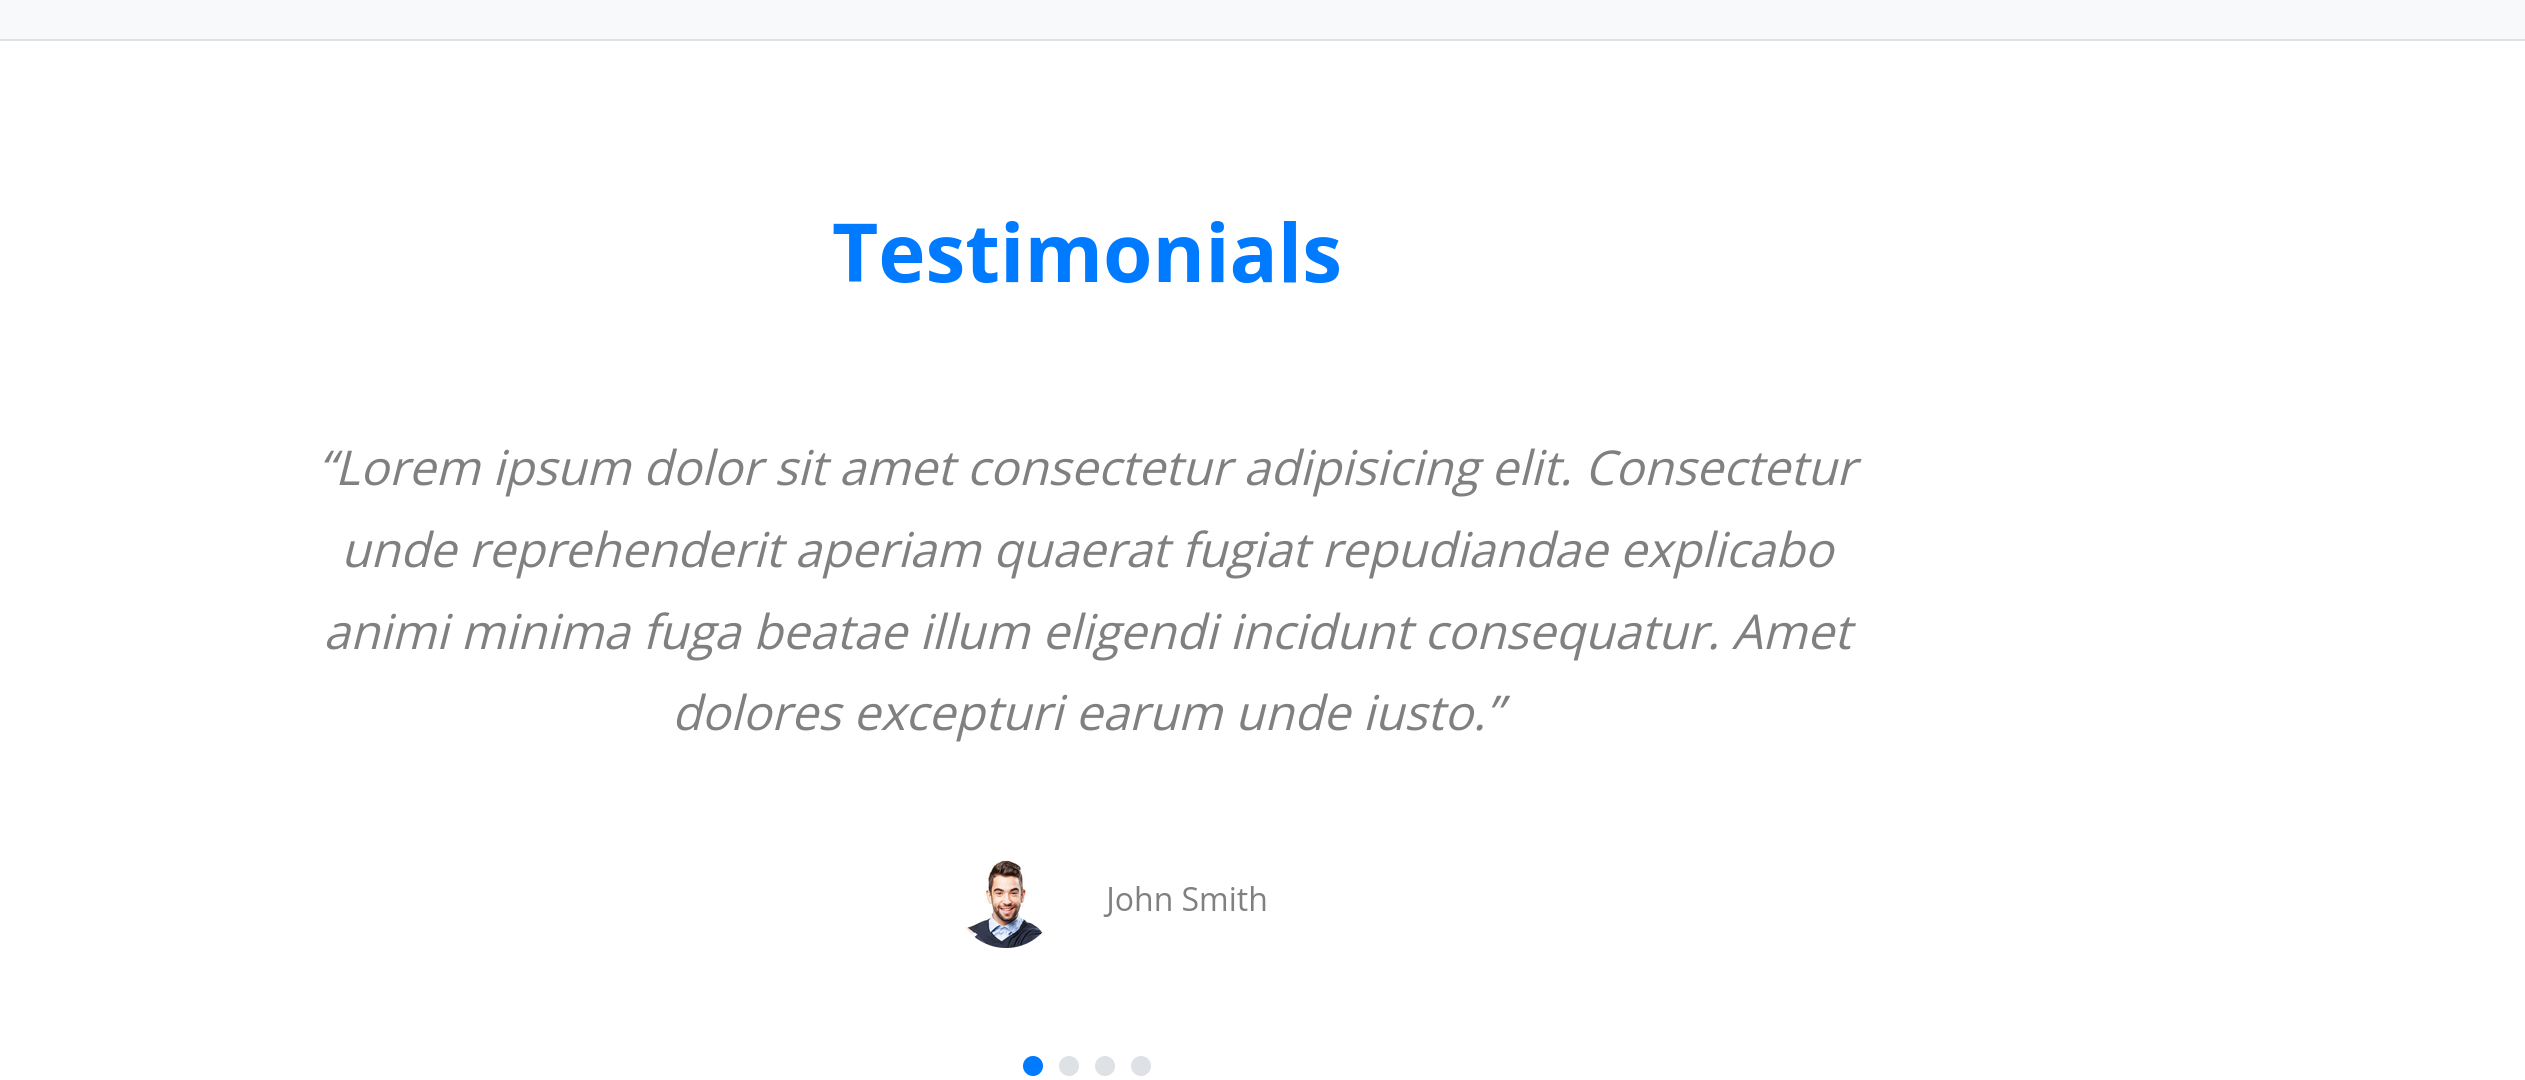 Testimonials
“Lorem ipsum dolor sit amet consectetur adipisicing elit. Consectetur
unde reprehenderit aperiam quaerat fugiat repudiandae explicabo
animi minima fuga beatae illum eligendi incidunt consequatur. Amet
dolores excepturi earum unde iusto.”
John Smith